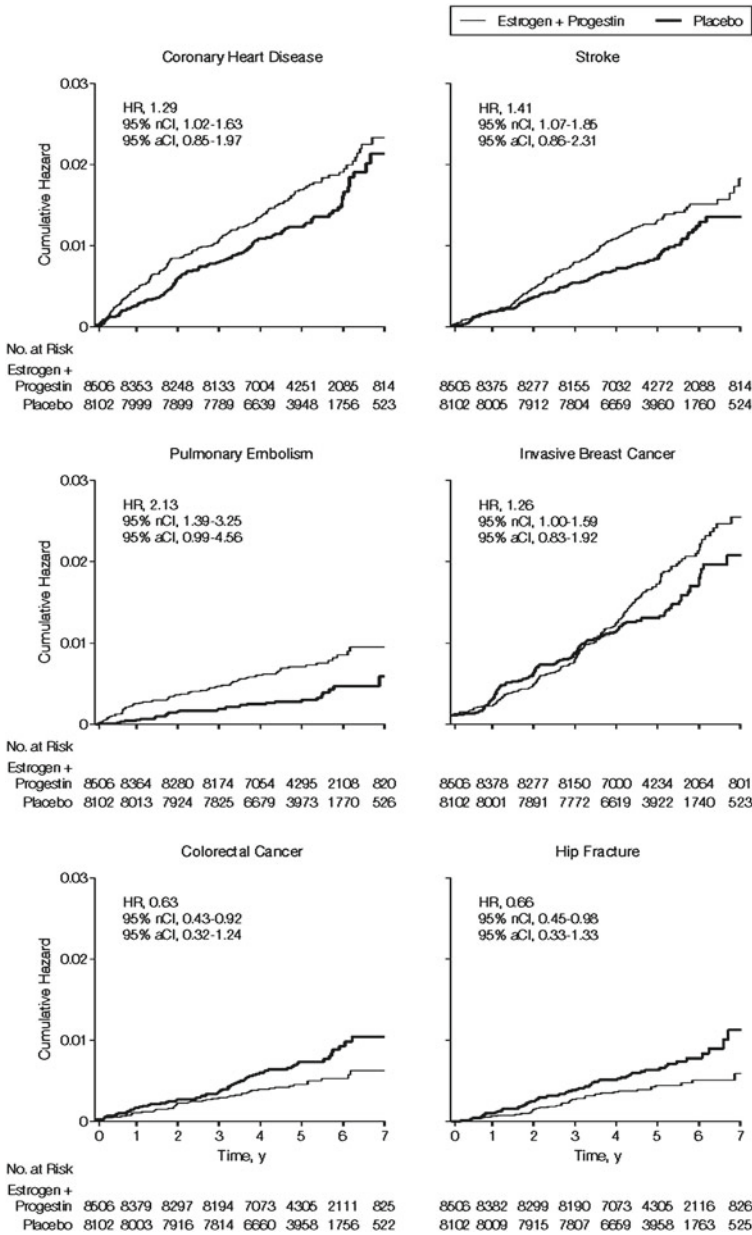 Estrogen + Progestin Placebo
Coronary Heart Disease
0.03
0.02
0.01
0
Cumulative Hazard
HR, 1.29
95% nCI, 1.02-1.63
95% aCI, 0.85-1.97
Stroke
HR, 1.41
95% nCI, 1.07-1.85
95% aCI, 0.86-2.31
No. at Risk
Estrogen +
Progestin 8506 8353 8248 8133 7004 4251 2085 814
Placebo 8102 7999 7899 7789 6639 3948 1756 523
8506 8375 8277 8155 7032 4272 2088 814
8102 8005 7912 7804 6659 3960 1760 524
Pulmonary Embolism
0.03
0.02
0.01
0
Cumulative Hazard
HR, 2.13
95% nCI, 1.39-3.25
95% aCI, 0.99-4.56
Invasive Breast Cancer
HR, 1.26
95% nCI, 1.00-1.59
95% aCI, 0.83-1.92
No. at Risk
Estrogen +
Progestin 8506 8364 8280 8174 7054 4295 2108 820
Placebo 8102 8013 7924 7825 6679 3973 1770 526
8506 8378 8277 8150 7000 4234 2064 801
8102 8001 7891 7772 6619 3922 1740 523
Colorectal Cancer
0.03
0.02
0.01
0
Cumulative Hazard
HR, 0.63
95% nCI, 0.43-0.92
95% aCI, 0.32-1.24
0 1 2 3 4 5 6 7
Time, y
Hip Fracture
HR, 0.66
95% nCI, 0.45-0.98
95% aCI, 0.33-1.33
0 1 2 3 4 5 6 7
Time, y
No. at Risk
Estrogen +
Progestin 8506 8379 8297 8194 7073 4305 2111 825
Placebo 8102 8003 7916 7814 6660 3958 1756 522
8506 8382 8299 8190 7073 4305 2116 826
8102 8009 7915 7807 6659 3958 1763 525